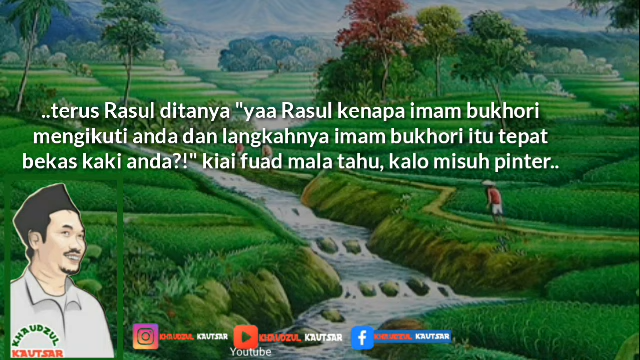 ..terus Rasul ditanya "yaa Rasul kenapa imam bukhori
mengikuti anda dan langkahnya imam bukhori itu tepat
bekas kaki anda?!" kiai fuad mala tahu, kalo misuh pinter..
KHAUDZUL
KAUTSAR
KHAUDZUL KAUTSAR
KHAUDZUL KAUTSAR
KHAUDZUL KAUTSAR
Youtube